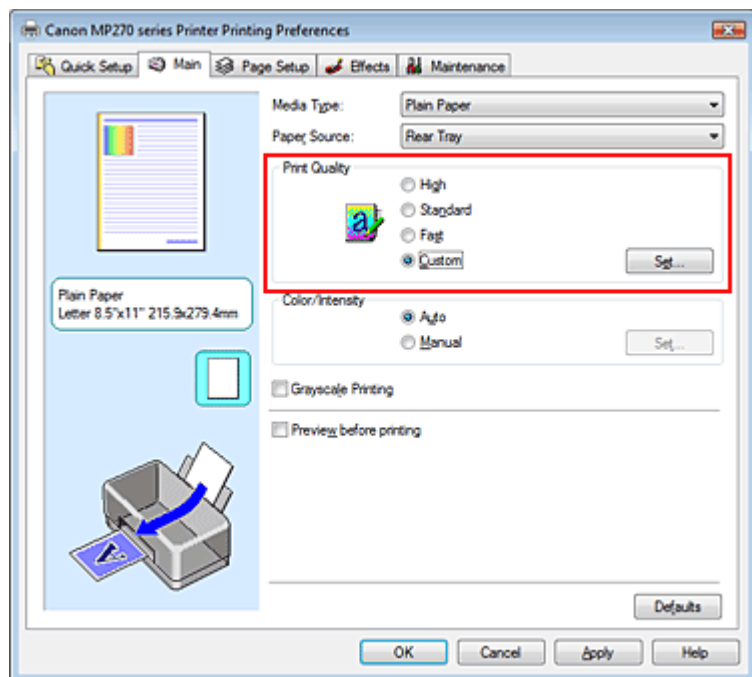 Canon MP270 series Printer Printing Preferences
Quick Setup Main Page Setup Effects Maintenance
Media Type: Plain Paper
Paper Source: Rear Tray
Print Quality
High
Standard
Fast
Custom Set...
Plain Paper
Letter 8.5"x11" 215.9x279.4mm
Color/Intensity
Auto
Manual Set...
Grayscale Printing
Preview before printing
Defaults
OK Cancel Apply Help